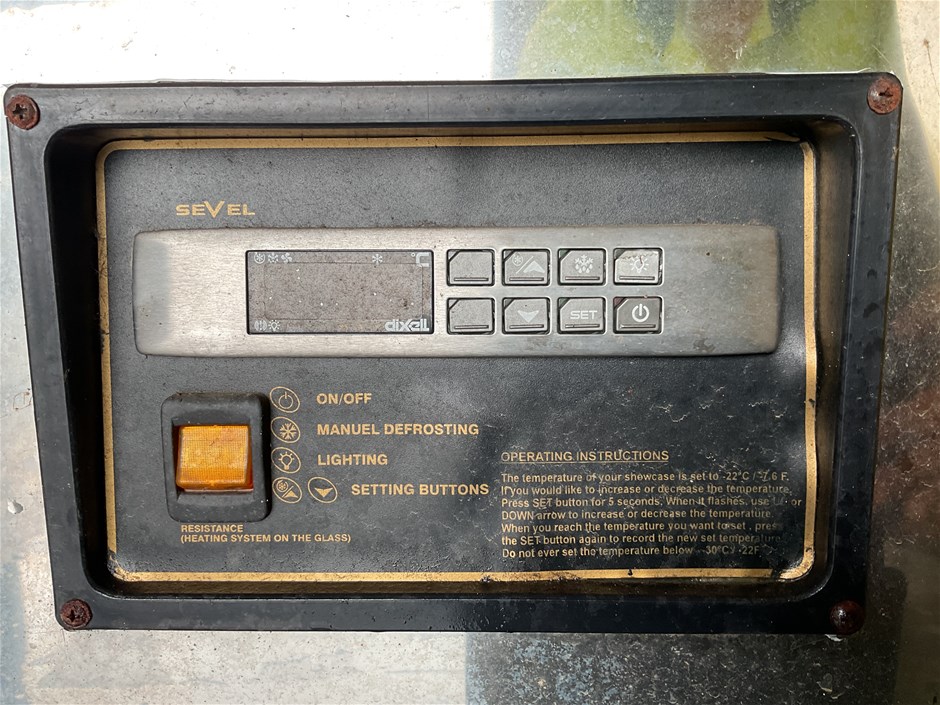 SEVEL
°C
dixell
SET
ON/OFF
MANUEL DEFROSTING
LIGHTING
SETTING BUTTONS
RESISTANCE
(HEATING SYSTEM ON THE GLASS)
OPERATING INSTRUCTIONS
The temperature of your showcase is set to -22°C / -7,6 F.
If you would like to increase or decrease the temperature,
Press SET button for 5 seconds. When it flashes, use or
DOWN arrow to increase or decrease the temperature.
When you reach the temperature you want to set , press
the SET button again to record the new set temperature
Do not ever set the temperature below -30°C / -22F